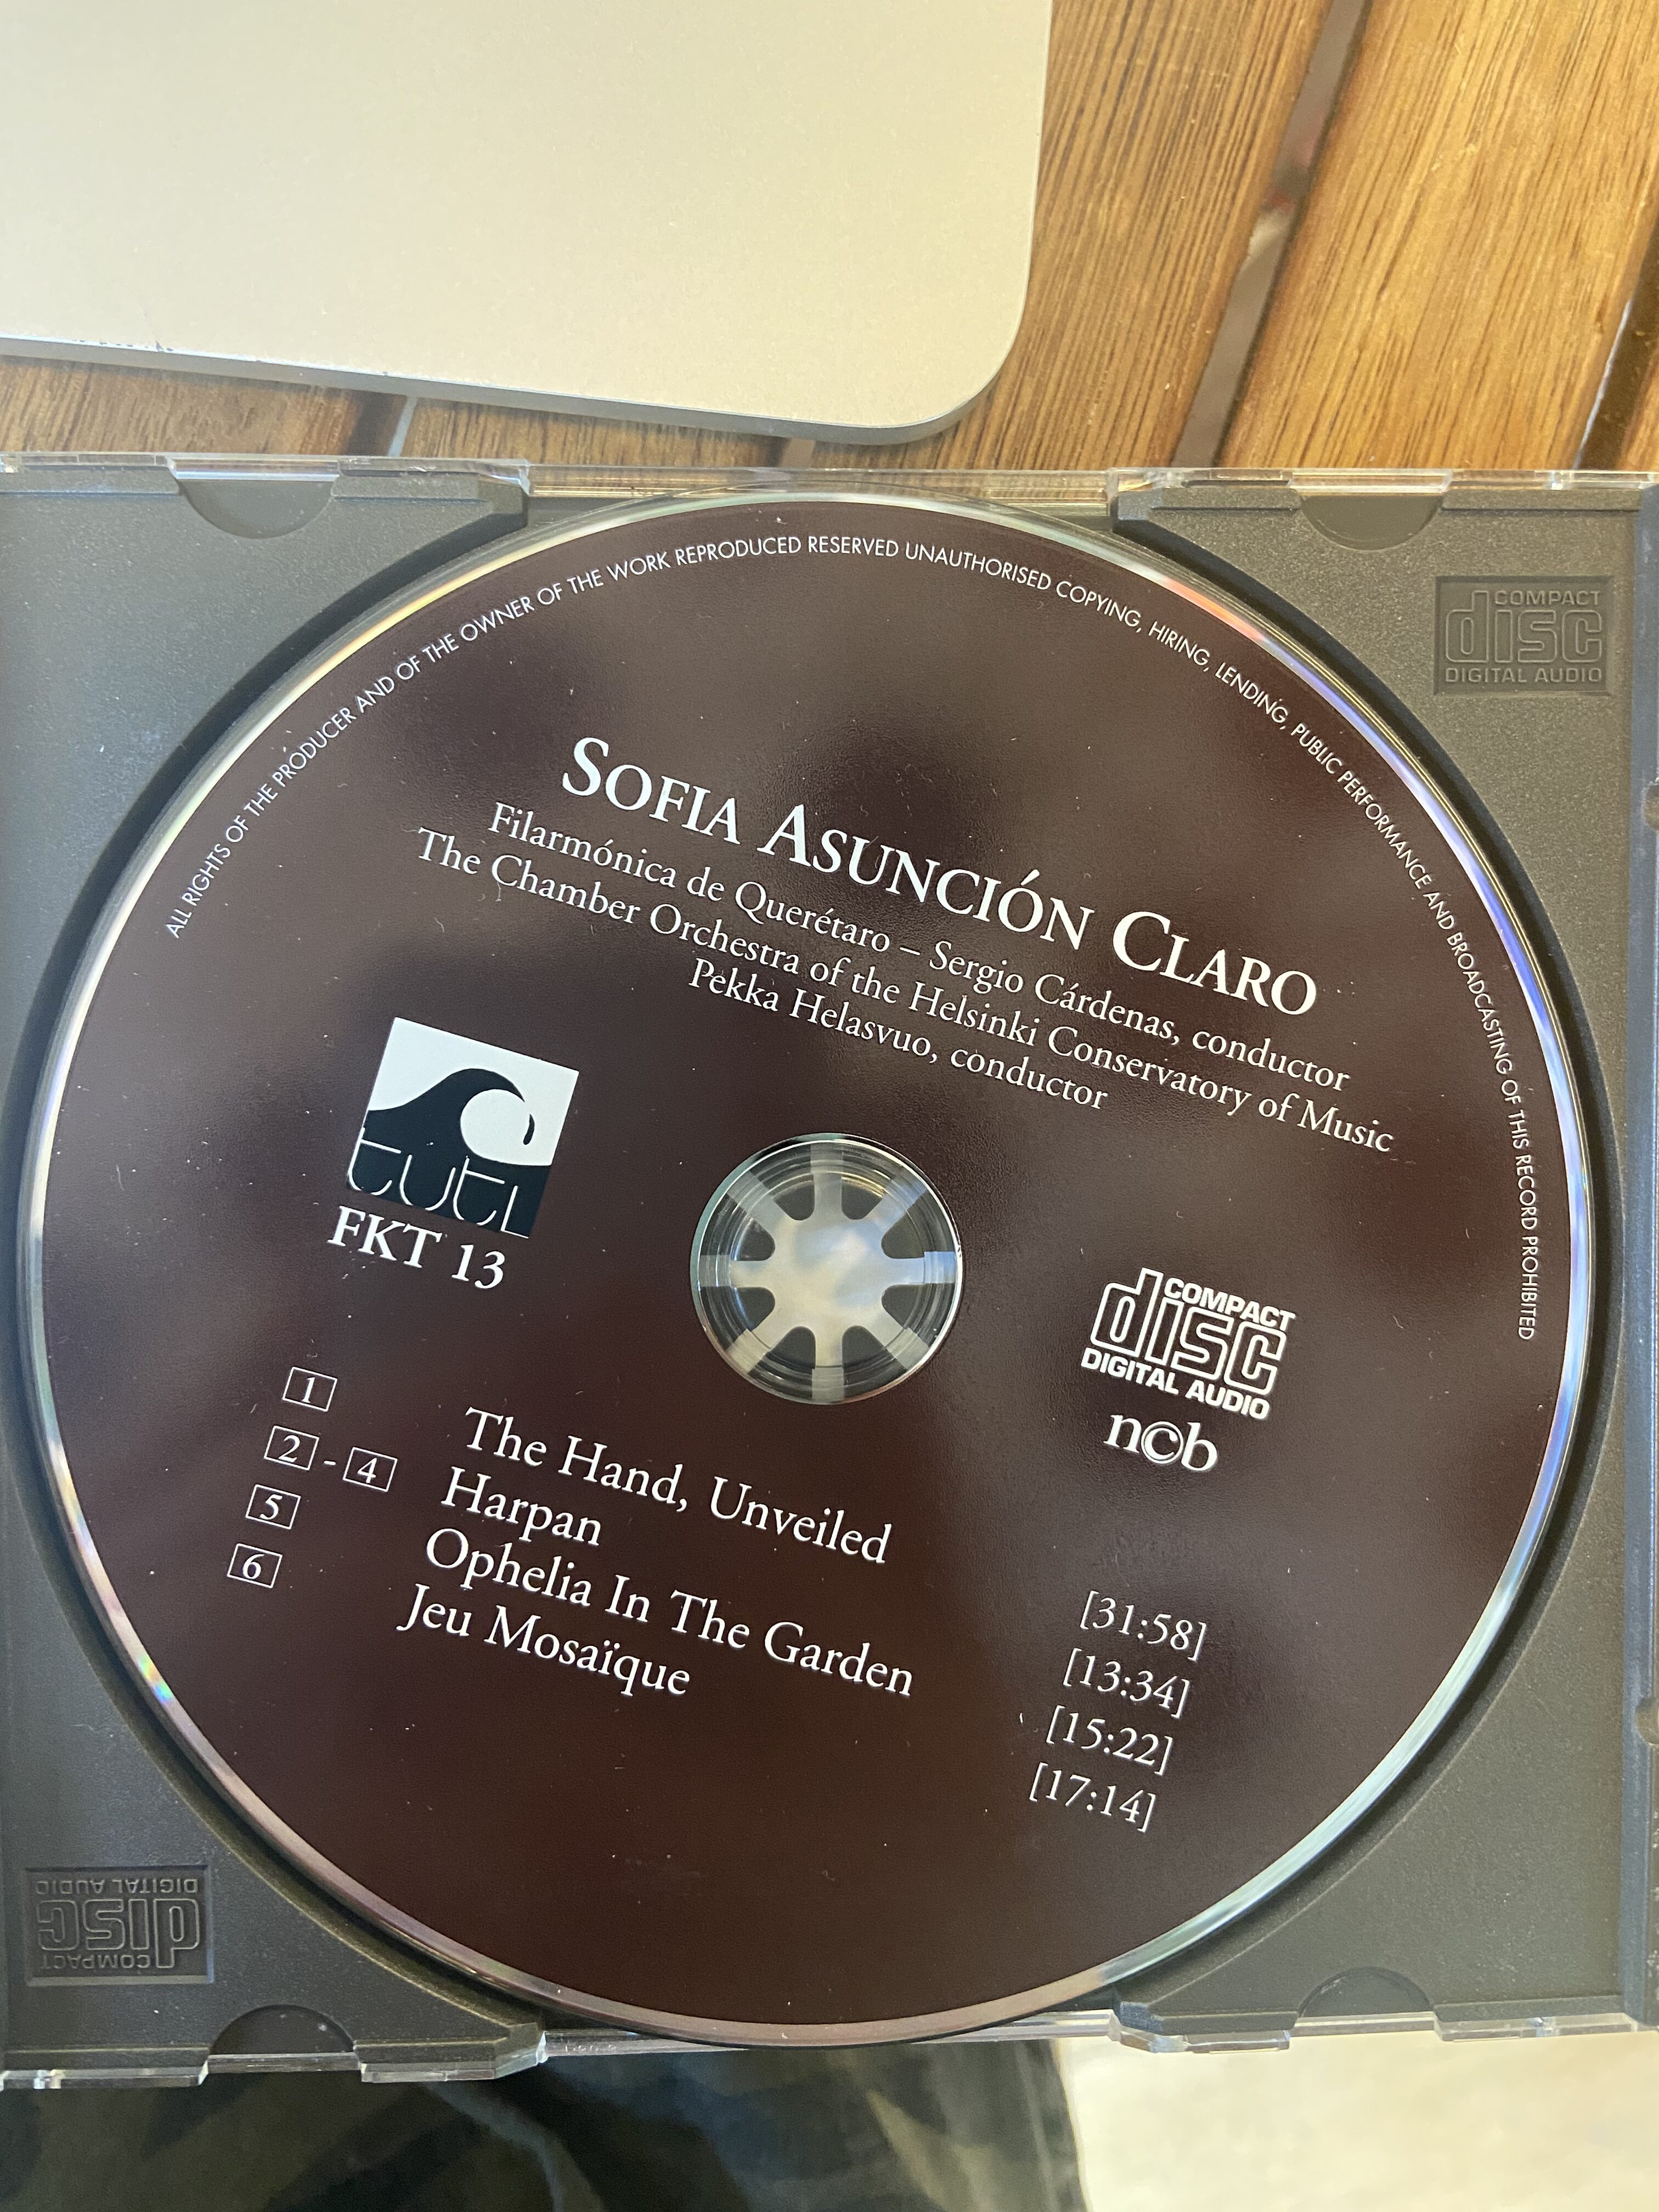 ALL RIGHTS OF THE PRODUCER AND OF THE OWNER OF THE WORK REPRODUCED RESERVED UNAUTHORISED COPYING, HIRING, LENDING, PUBLIC PERFORMANCE AND BROADCASTING OF THIS RECORD PROHIBITED
COMPACT
disc
DIGITAL AUDIO
SOFIA ASUNCIÓN CLARO
Filarmónica de Querétaro – Sergio Cárdenas, conductor
The Chamber Orchestra of the Helsinki Conservatory of Music
Pekka Helasvuo, conductor
tutl
FKT 13
COMPACT
disc
DIGITAL AUDIO
n©b
1 The Hand, Unveiled [31:58]
2 - 4 Harpan [13:34]
5 Ophelia In The Garden [15:22]
6 Jeu Mosaïque [17:14]
COMPACT
disc
DIGITAL AUDIO